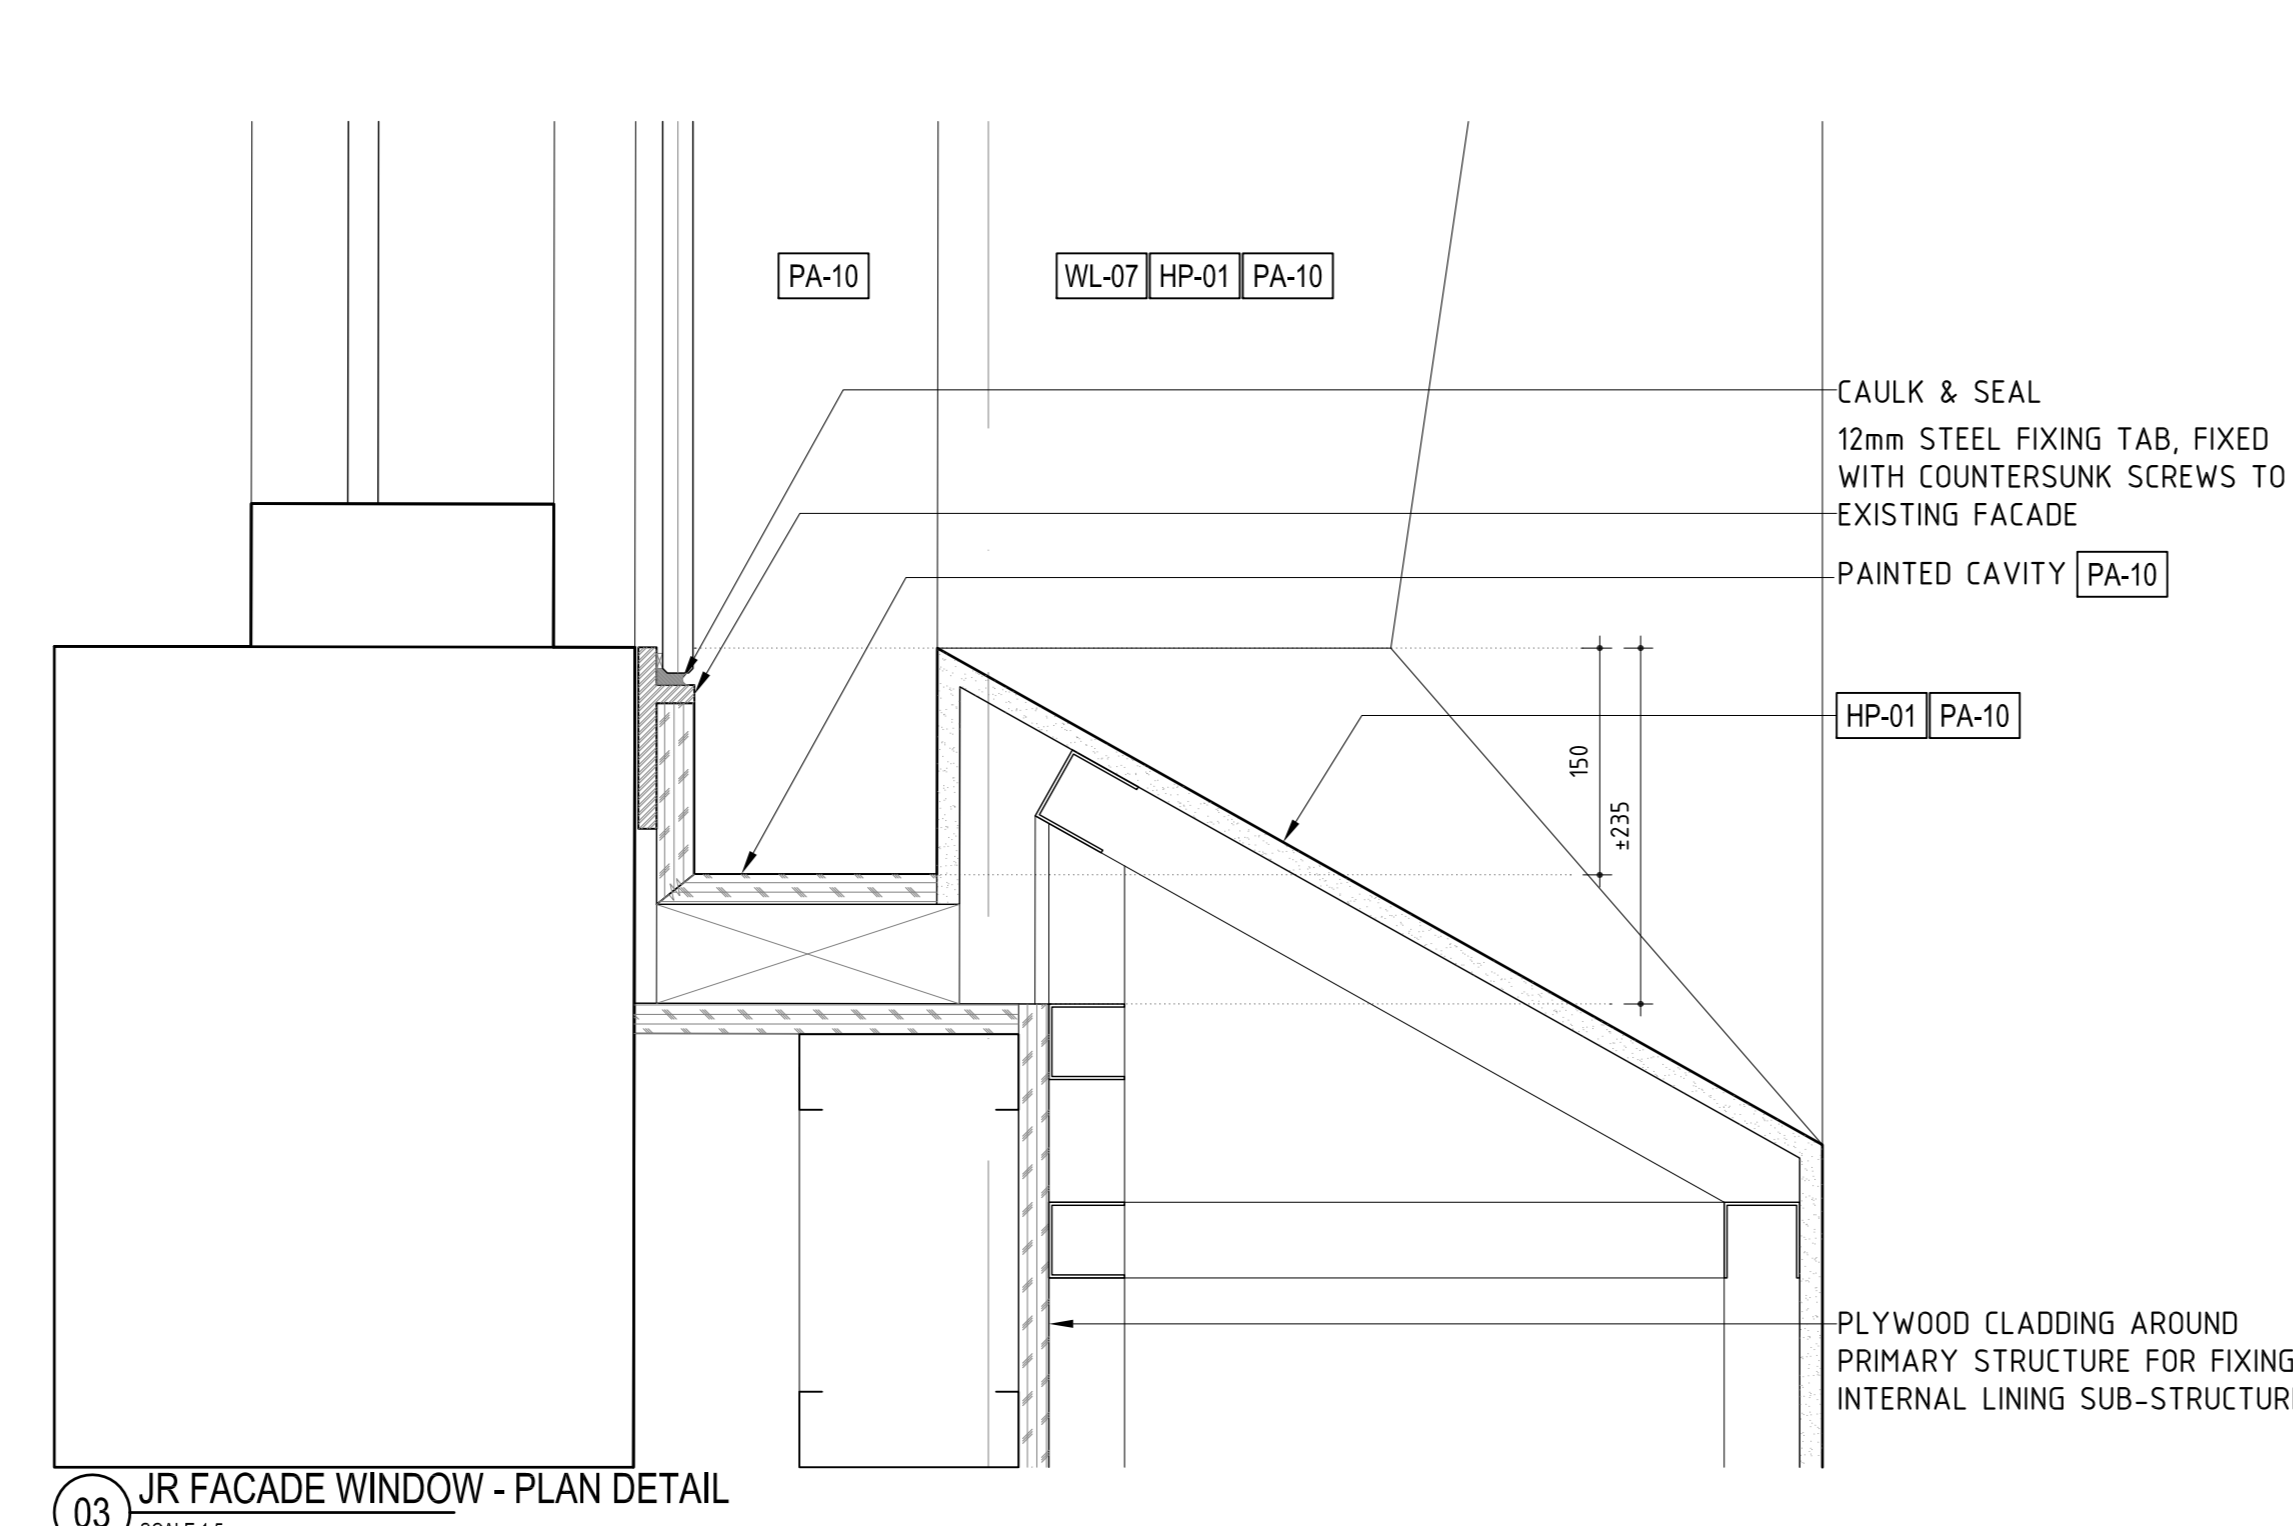 PA-10
WL-07 HP-01 PA-10
CAULK & SEAL
12mm STEEL FIXING TAB, FIXED
WITH COUNTERSUNK SCREWS TO
EXISTING FACADE
PAINTED CAVITY PA-10
HP-01 PA-10
150
±235
PLYWOOD CLADDING AROUND
PRIMARY STRUCTURE FOR FIXING
INTERNAL LINING SUB-STRUCTURE
03 JR FACADE WINDOW - PLAN DETAIL